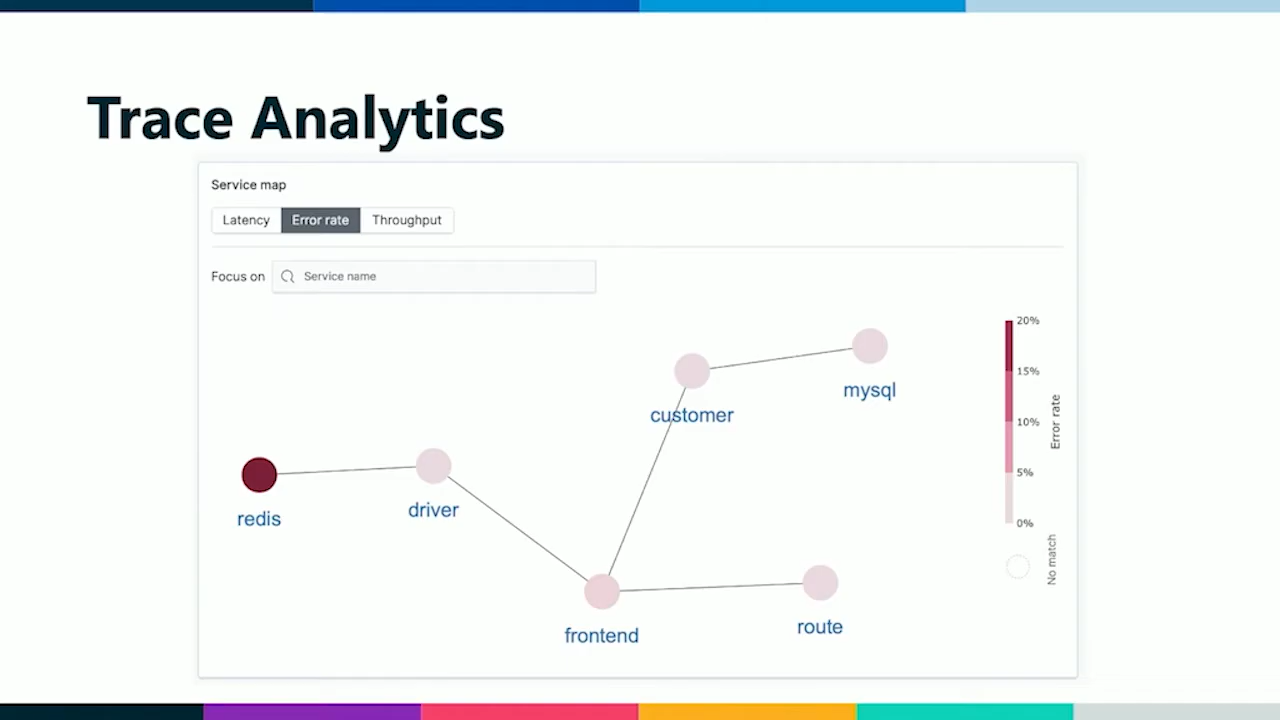 Trace Analytics
Service map
Latency Error rate Throughput
Focus on Service name
20%
mysql
15%
customer
10%
Error rate
5%
redis
driver
0%
No match
frontend
route